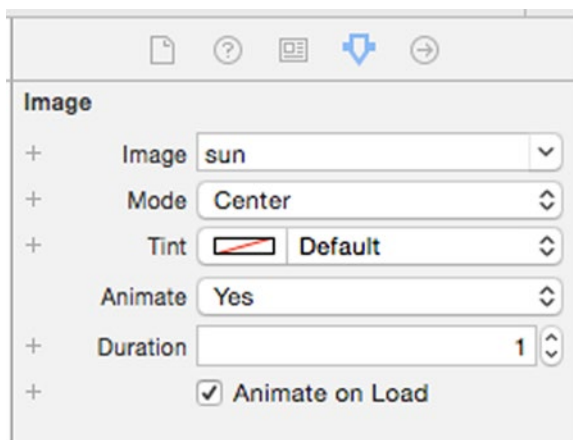 Image
Image sun
Mode Center
Tint Default
Animate Yes
Duration 1
Animate on Load